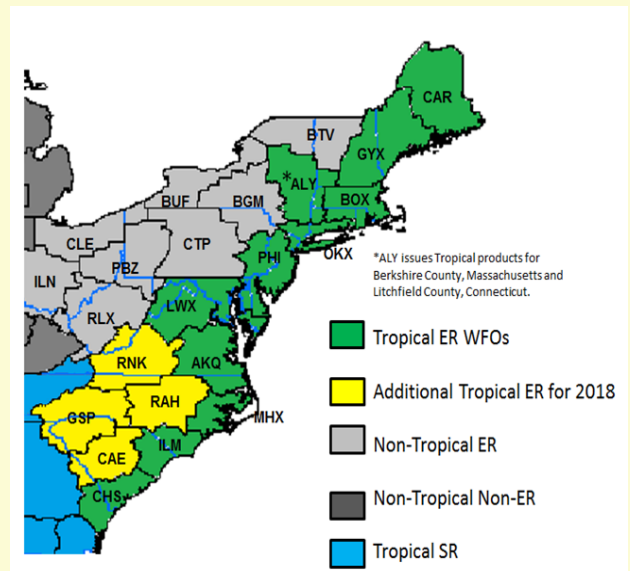 CAR
BTV
GYX
*ALY
BOX
BUF
BGM
OKX
CLE
CTP
PHI
PBZ
ILN
LWX
RLX
*ALY issues Tropical products for
Berkshire County, Massachusetts and
Litchfield County, Connecticut.
RNK
AKQ
RAH
GSP
MHX
ILM
CAE
CHS
Tropical ER WFOs
Additional Tropical ER for 2018
Non-Tropical ER
Non-Tropical Non-ER
Tropical SR